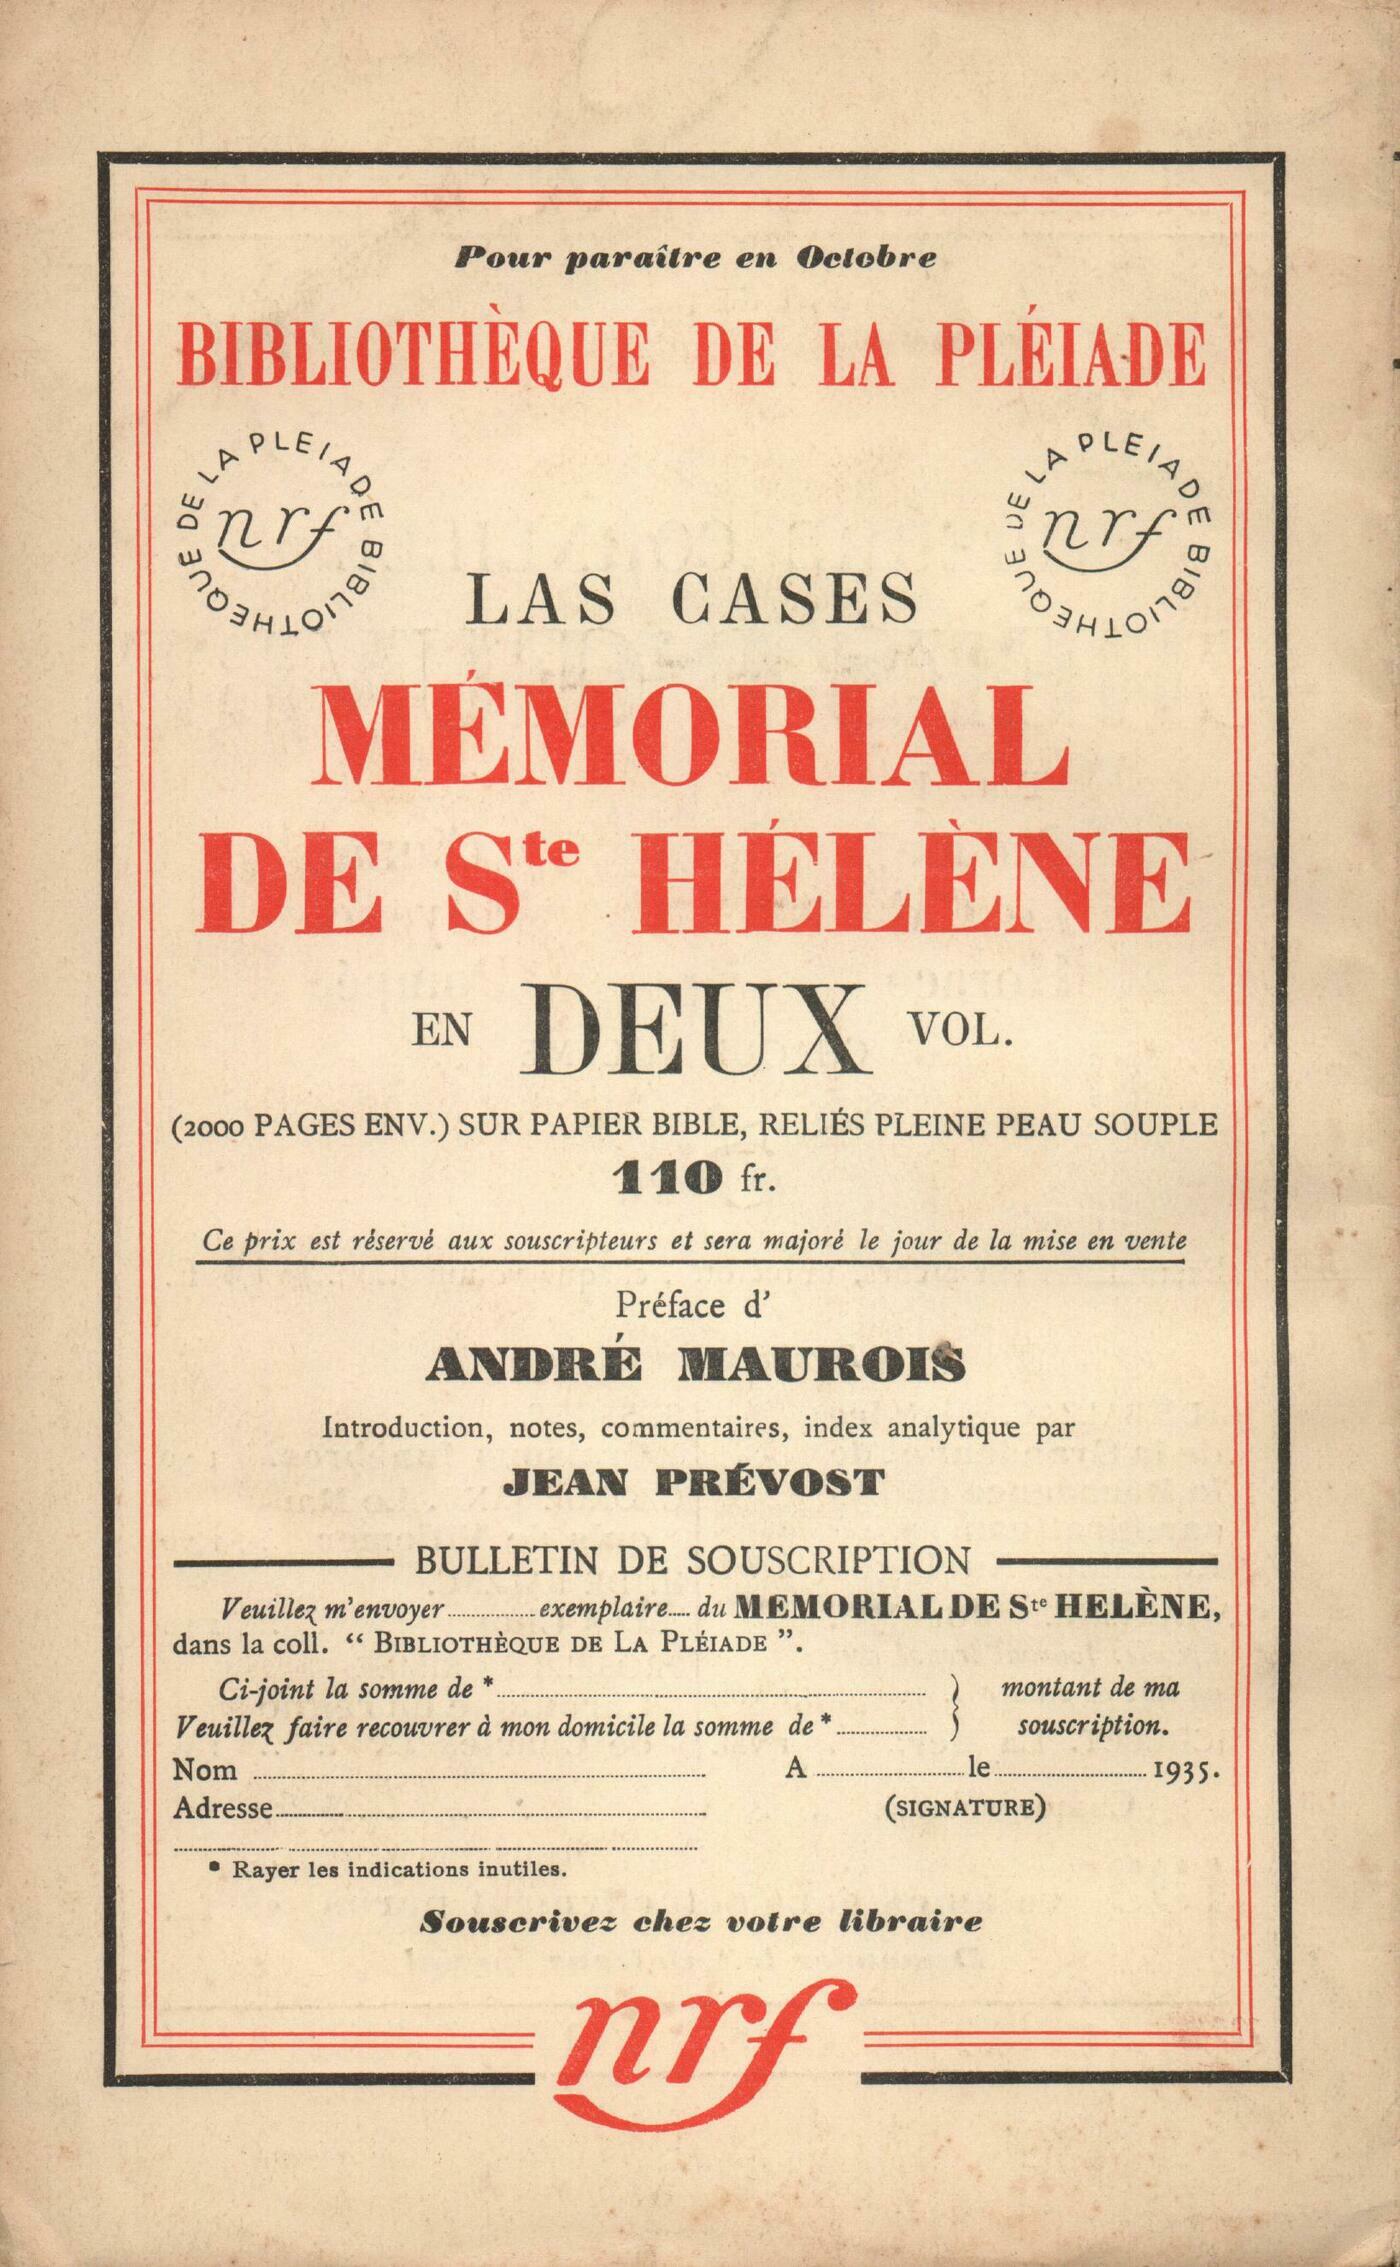 Pour paraître en Octobre
BIBLIOTHÈQUE DE LA PLÉIADE
BIBLIOTHEQUE DE LA PLEIADE
nrf
BIBLIOTHEQUE DE LA PLEIADE
nrf
LAS CASES
MÉMORIAL
DE Ste HÉLÈNE
EN DEUX VOL.
(2000 PAGES ENV.) SUR PAPIER BIBLE, RELIÉS PLEINE PEAU SOUPLE
110 fr.
Ce prix est réservé aux souscripteurs et sera majoré le jour de la mise en vente
Préface d'
ANDRÉ MAUROIS
Introduction, notes, commentaires, index analytique par
JEAN PRÉVOST
BULLETIN DE SOUSCRIPTION
Veuillez m'envoyer................exemplaire.... du MEMORIAL DE Ste HELÈNE,
dans la coll. “ BIBLIOTHÈQUE DE LA PLÉIADE ”.
Ci-joint la somme de *................ } montant de ma
Veuillez faire recouvrer à mon domicile la somme de *................ } souscription.
Nom ................ A ................ le ................ 1935.
Adresse................ (SIGNATURE)
* Rayer les indications inutiles.
Souscrivez chez votre libraire
nrf